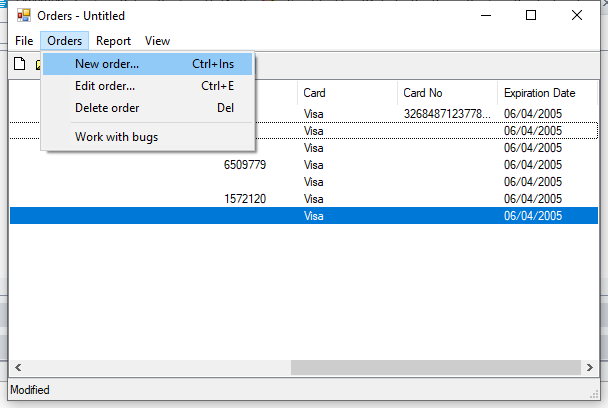 Orders - Untitled
File Orders Report View
New order... Ctrl+Ins
Edit order... Ctrl+E
Delete order Del
Work with bugs
Card Card No Expiration Date
Visa 3268487123778... 06/04/2005
Visa 06/04/2005
Visa 06/04/2005
6509779 Visa 06/04/2005
Visa 06/04/2005
1572120 Visa 06/04/2005
Visa 06/04/2005
Modified